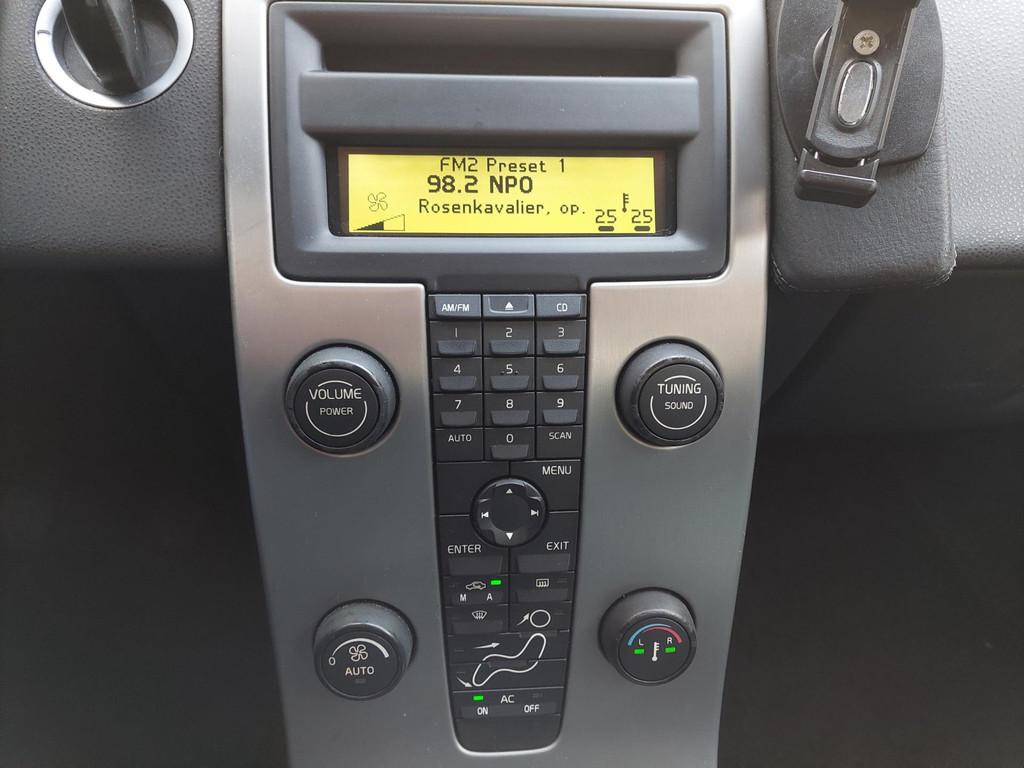 FM2 Preset 1
98.2 NPO
Rosenkavalier, op.
25 25
AM/FM CD
1 2 3
4 5 6
7 8 9
AUTO 0 SCAN
VOLUME
POWER
TUNING
SOUND
MENU
ENTER EXIT
M A
0 AUTO
L R
AC
ON OFF